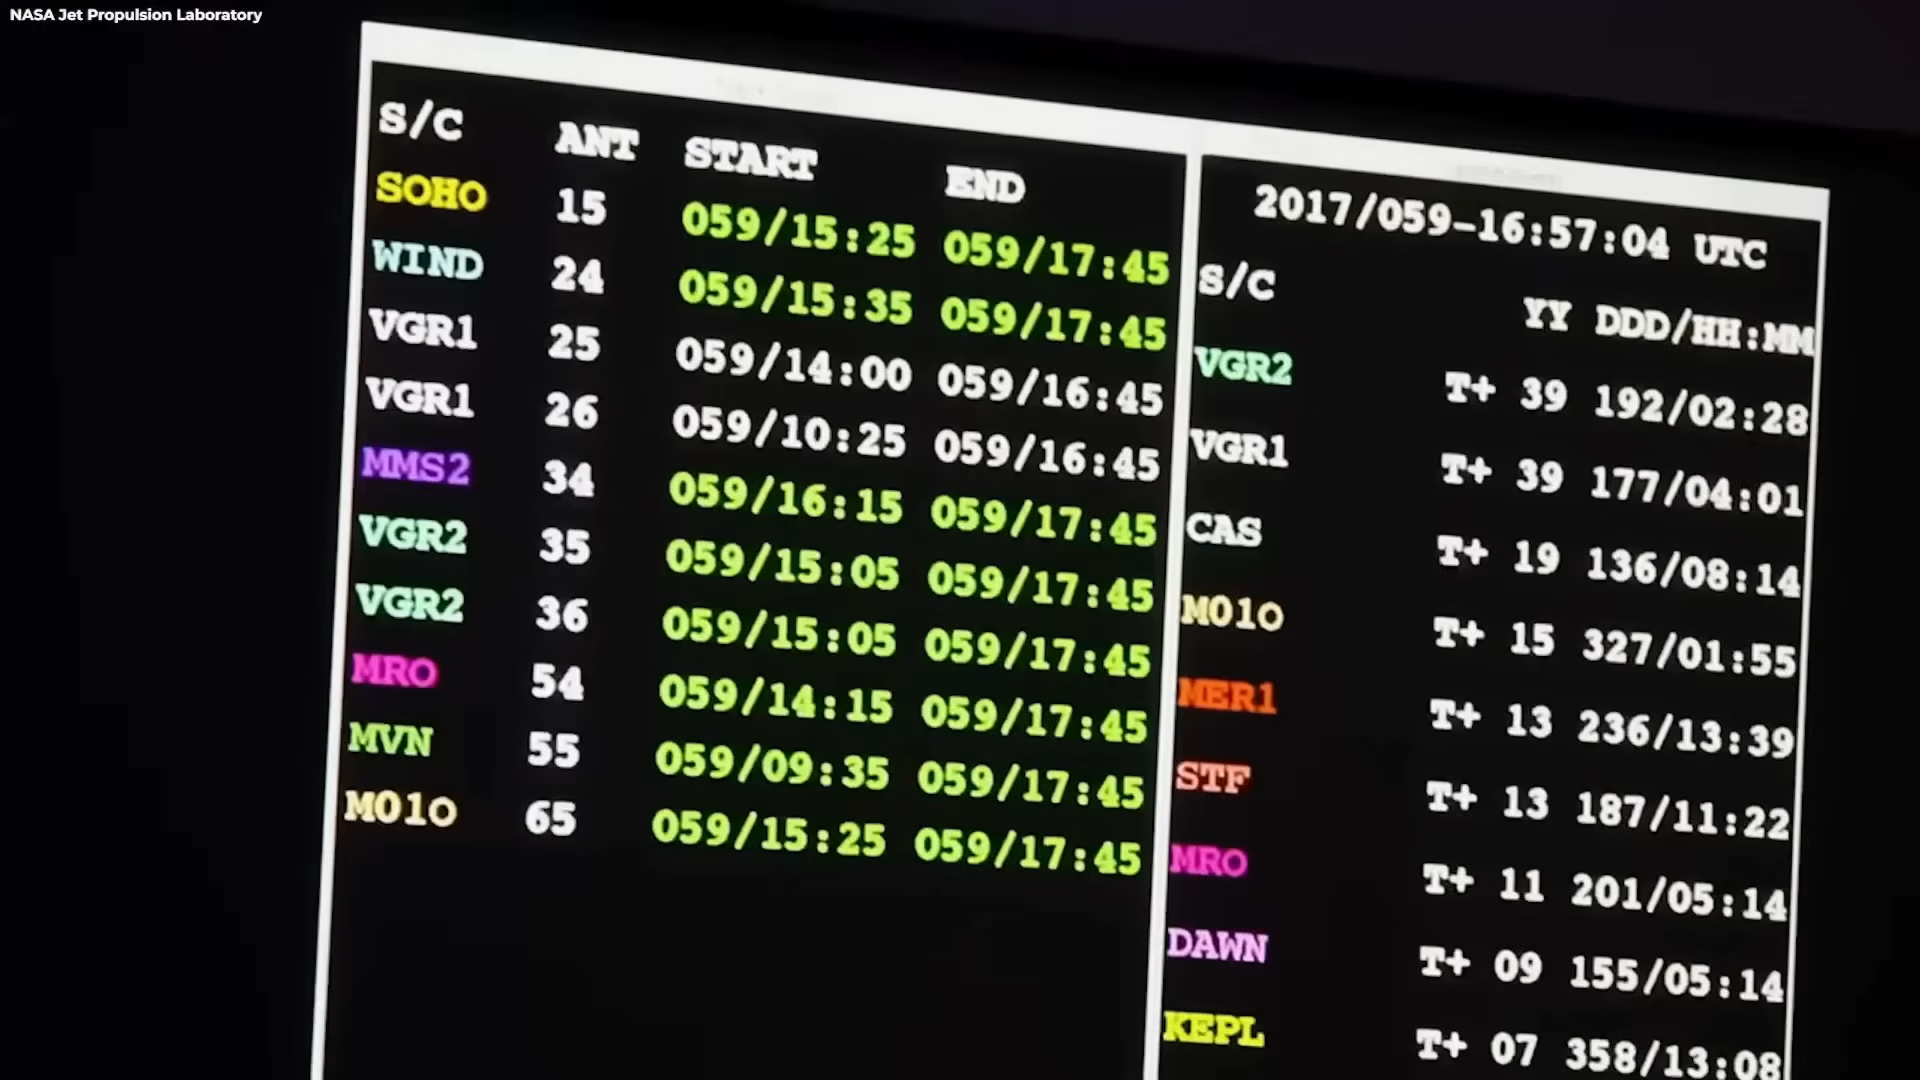 NASA Jet Propulsion Laboratory
S/C ANT START END
SOHO 15 059/15:25 059/17:45
WIND 24 059/15:35 059/17:45
VGR1 25 059/14:00 059/16:45
VGR1 26 059/10:25 059/16:45
MMS2 34 059/16:15 059/17:45
VGR2 35 059/15:05 059/17:45
VGR2 36 059/15:05 059/17:45
MRO 54 059/14:15 059/17:45
MVN 55 059/09:35 059/17:45
M01O 65 059/15:25 059/17:45
2017/059-16:57:04 UTC
S/C YY DDD/HH:MM
VGR2 T+ 39 192/02:28
VGR1 T+ 39 177/04:01
CAS T+ 19 136/08:14
M01O T+ 15 327/01:55
MER1 T+ 13 236/13:39
STF T+ 13 187/11:22
MRO T+ 11 201/05:14
DAWN T+ 09 155/05:14
KEPL T+ 07 358/13:08